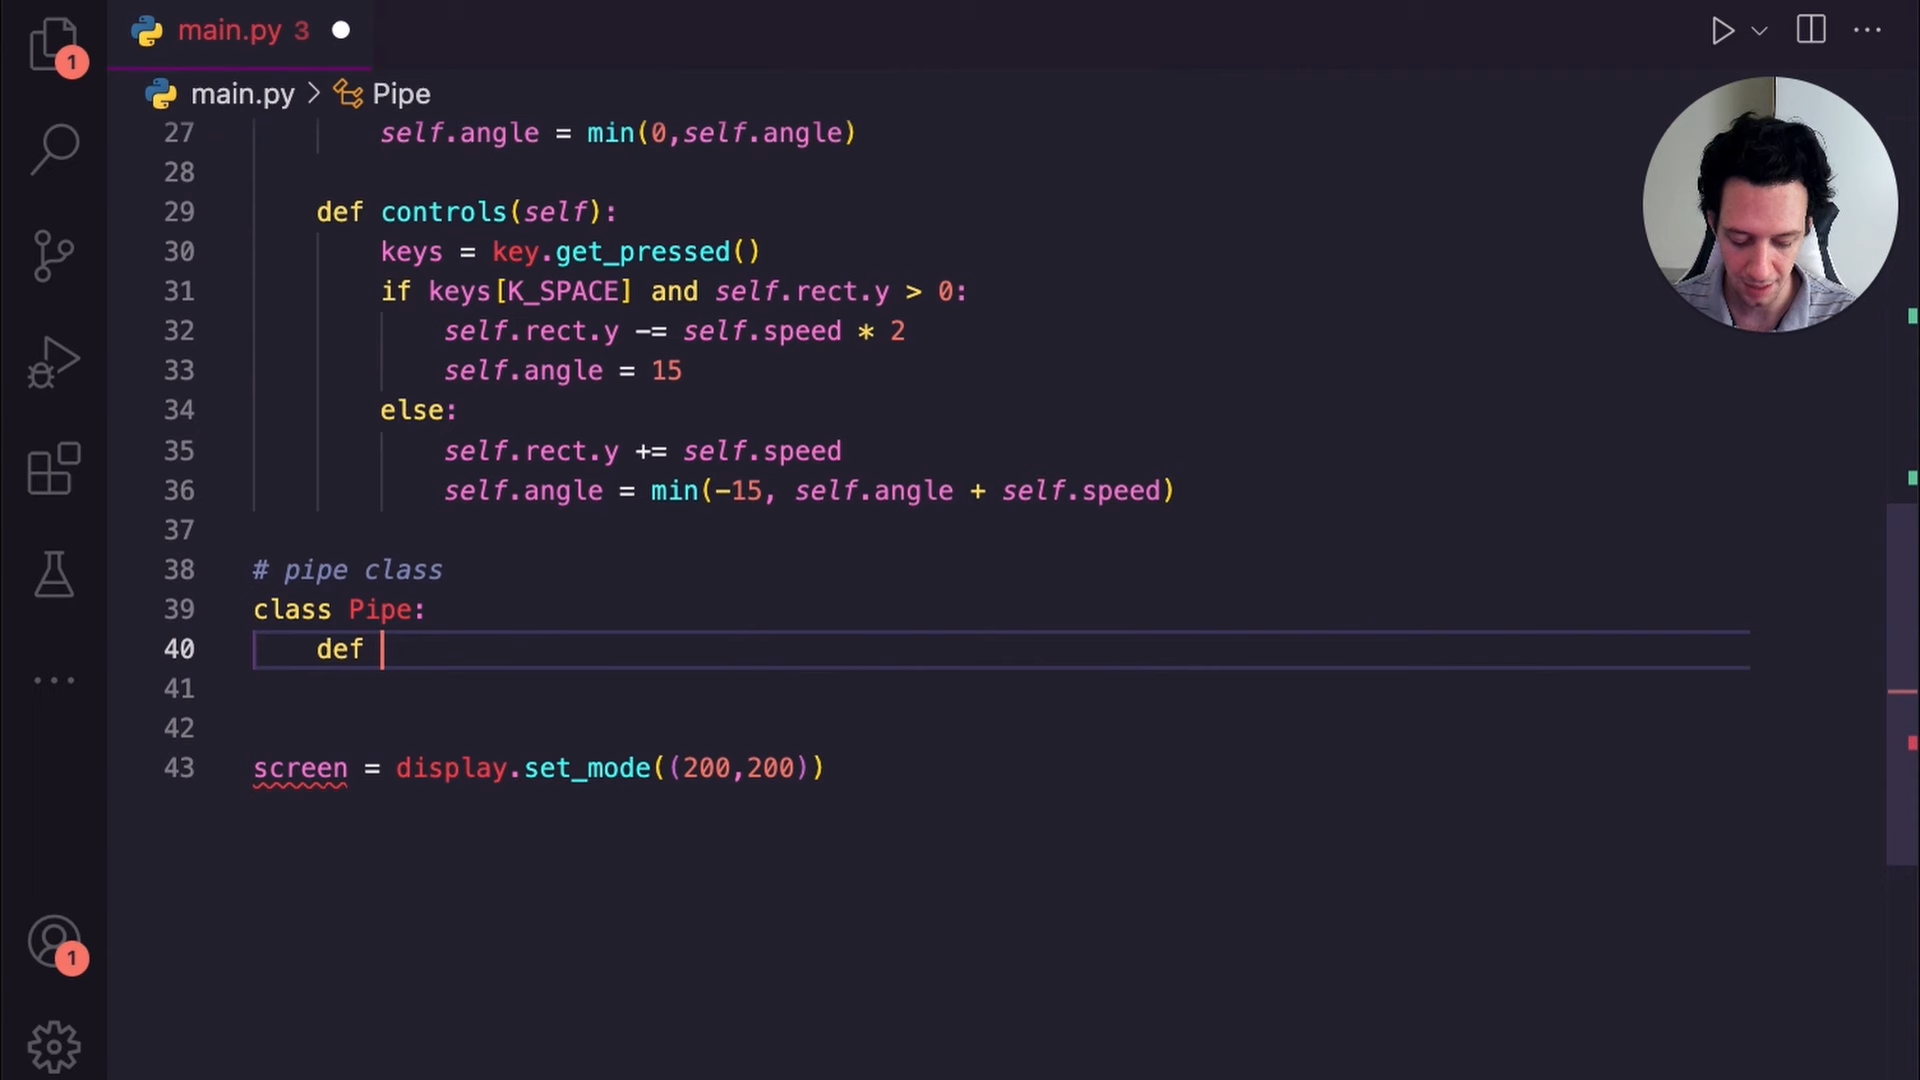 main.py 3
main.py > Pipe
27 self.angle = min(0,self.angle)
28
29 def controls(self):
30 keys = key.get_pressed()
31 if keys[K_SPACE] and self.rect.y > 0:
32 self.rect.y -= self.speed * 2
33 self.angle = 15
34 else:
35 self.rect.y += self.speed
36 self.angle = min(-15, self.angle + self.speed)
37
38 # pipe class
39 class Pipe:
40 def
41
42
43 screen = display.set_mode((200,200))
1
1